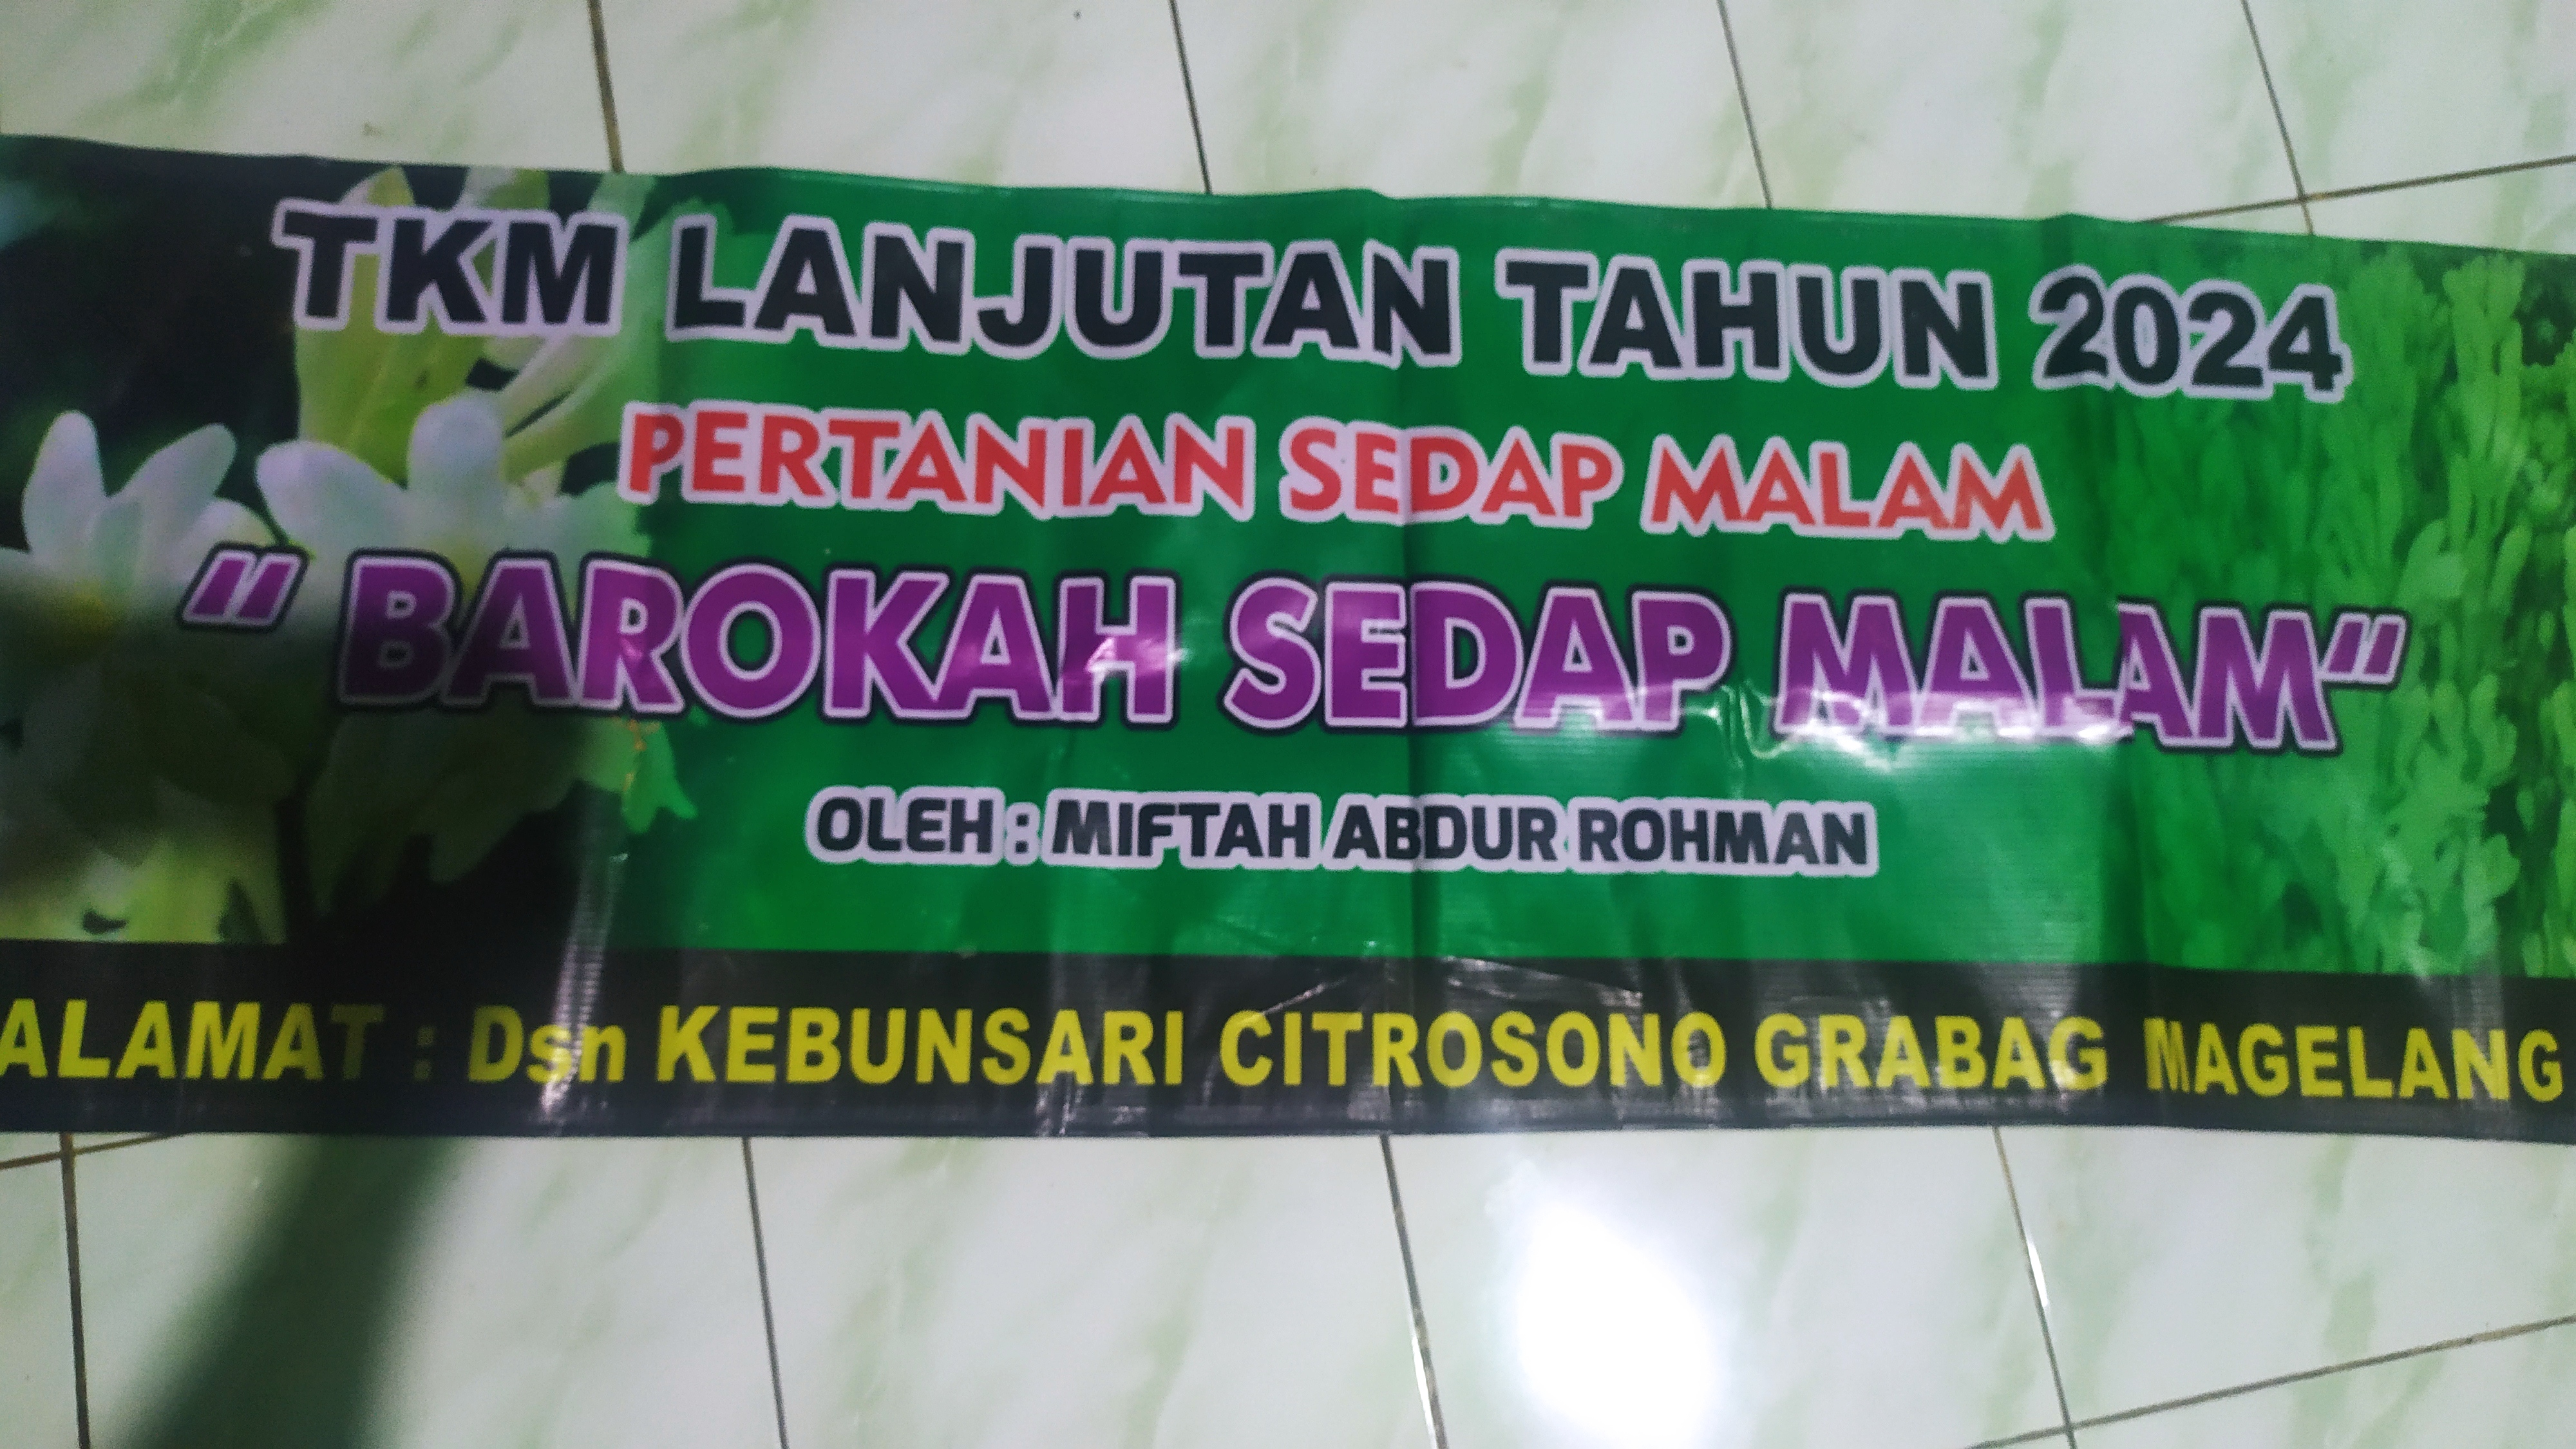 TKM LANJUTAN TAHUN 2024
PERTANIAN SEDAP MALAM
" BAROKAH SEDAP MALAM"
OLEH : MIFTAH ABDUR ROHMAN
ALAMAT : Dsn KEBUNSARI CITROSONO GRABAG MAGELANG